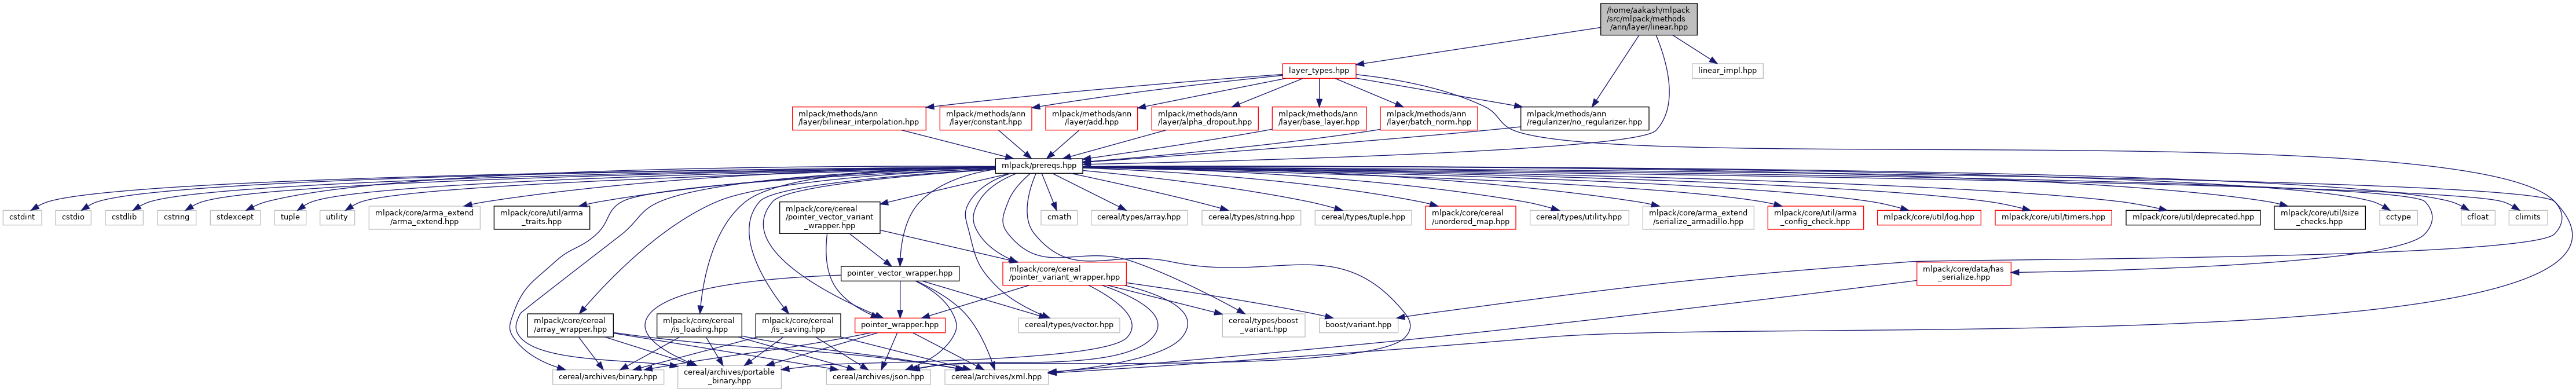 /home/aakash/mlpack
/src/mlpack/methods
/ann/layer/linear.hpp
layer_types.hpp
linear_impl.hpp
mlpack/methods/ann
/layer/bilinear_interpolation.hpp
mlpack/methods/ann
/layer/constant.hpp
mlpack/methods/ann
/layer/add.hpp
mlpack/methods/ann
/layer/alpha_dropout.hpp
mlpack/methods/ann
/layer/base_layer.hpp
mlpack/methods/ann
/layer/batch_norm.hpp
mlpack/methods/ann
/regularizer/no_regularizer.hpp
mlpack/prereqs.hpp
cstdint
cstdio
cstdlib
cstring
stdexcept
tuple
utility
mlpack/core/arma_extend
/arma_extend.hpp
mlpack/core/util/arma
_traits.hpp
mlpack/core/cereal
/pointer_vector_variant
_wrapper.hpp
cmath
cereal/types/array.hpp
cereal/types/string.hpp
cereal/types/tuple.hpp
mlpack/core/cereal
/unordered_map.hpp
cereal/types/utility.hpp
mlpack/core/arma_extend
/serialize_armadillo.hpp
mlpack/core/util/arma
_config_check.hpp
mlpack/core/util/log.hpp
mlpack/core/util/timers.hpp
mlpack/core/util/deprecated.hpp
mlpack/core/util/size
_checks.hpp
cctype
cfloat
climits
pointer_vector_wrapper.hpp
mlpack/core/cereal
/pointer_variant_wrapper.hpp
mlpack/core/data/has
_serialize.hpp
mlpack/core/cereal
/array_wrapper.hpp
mlpack/core/cereal
/is_loading.hpp
mlpack/core/cereal
/is_saving.hpp
pointer_wrapper.hpp
cereal/types/vector.hpp
cereal/types/boost
_variant.hpp
boost/variant.hpp
cereal/archives/binary.hpp
cereal/archives/portable
_binary.hpp
cereal/archives/json.hpp
cereal/archives/xml.hpp